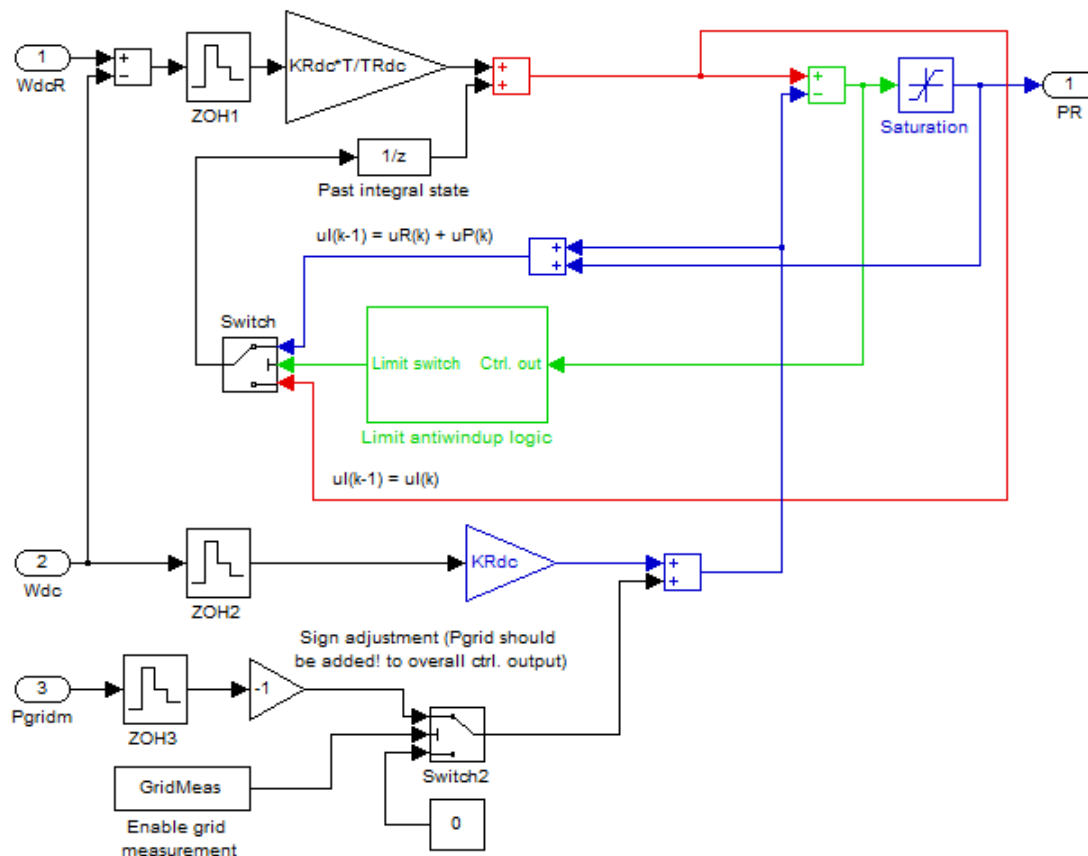 1
WdcR
+
−
ZOH1
KRdc*T/TRdc
+
+
+
−
Saturation
1
PR
1/z
Past integral state
uI(k-1) = uR(k) + uP(k)
+
+
Switch
Limit switch
Ctrl. out
Limit antiwindup logic
uI(k-1) = uI(k)
2
Wdc
ZOH2
KRdc
+
+
Sign adjustment (Pgrid should
be added! to overall ctrl. output)
3
Pgridm
ZOH3
-1
Switch2
GridMeas
Enable grid
measurement
0